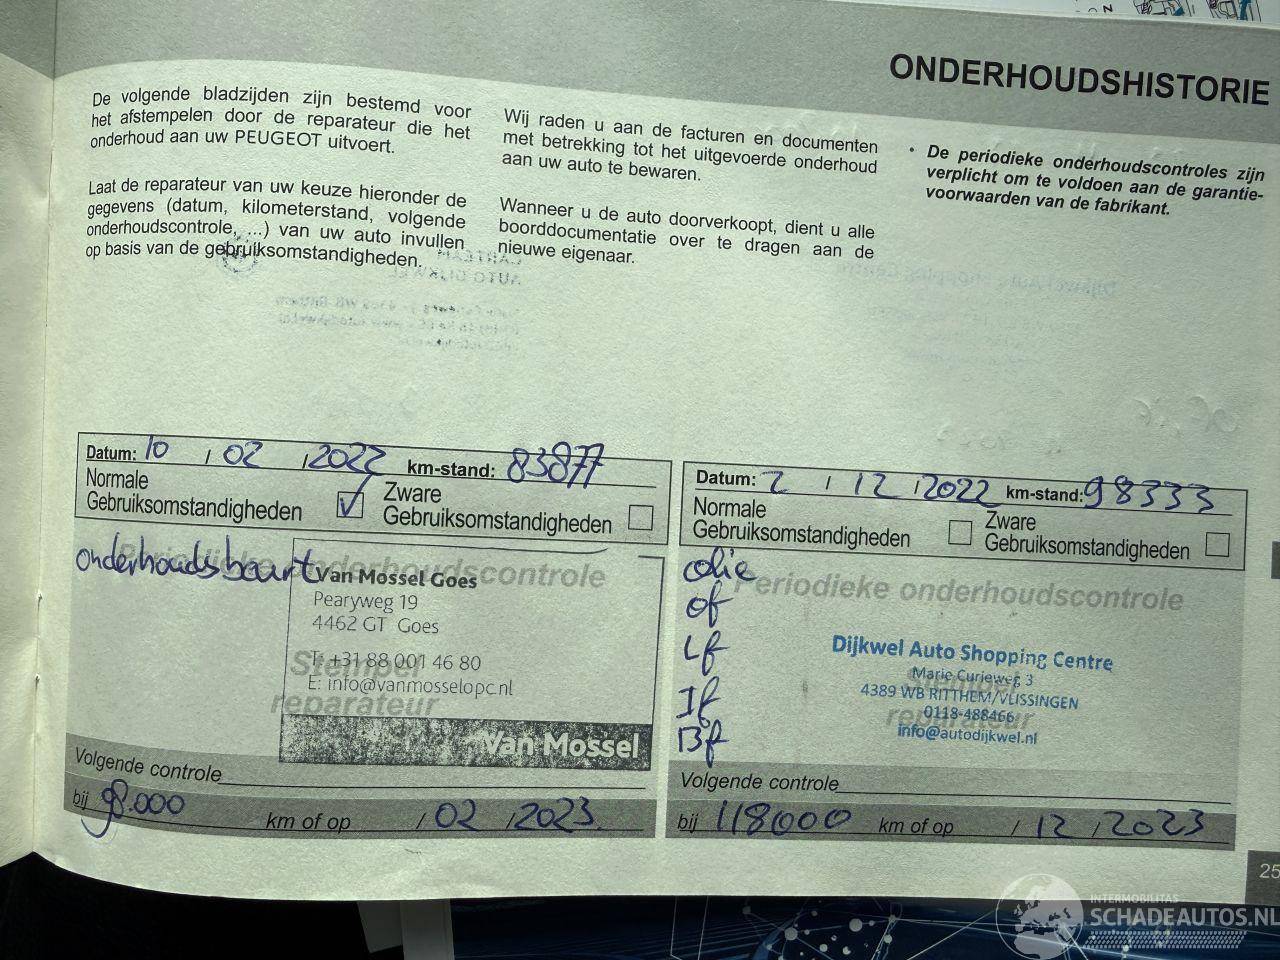 ONDERHOUDSHISTORIE
De volgende bladzijden zijn bestemd voor
het afstempelen door de reparateur die het
onderhoud aan uw PEUGEOT uitvoert.
Laat de reparateur van uw keuze hieronder de
gegevens (datum, kilometerstand, volgende
onderhoudscontrole, ...) van uw auto invullen
op basis van de gebruiksomstandigheden.
Wij raden u aan de facturen en documenten
met betrekking tot het uitgevoerde onderhoud
aan uw auto te bewaren.
Wanneer u de auto doorverkoopt, dient u alle
boorddocumentatie over te dragen aan de
nieuwe eigenaar.
• De periodieke onderhoudscontroles zijn
verplicht om te voldoen aan de garantie-
voorwaarden van de fabrikant.
Datum: 10 / 02 / 2022 km-stand: 83877
Normale
Gebruiksomstandigheden
Zware
Gebruiksomstandigheden
onderhoudsbeurt
Periodieke onderhoudscontrole
Van Mossel Goes
Pearyweg 19
4462 GT Goes
T: +31 88 001 46 80
E: info@vanmosselopc.nl
Stempel
reparateur
Van Mossel
Volgende controle
bij 98.000 km of op / 02 / 2023
Datum: 2 / 12 / 2022 km-stand: 98333
Normale
Gebruiksomstandigheden
Zware
Gebruiksomstandigheden
olie
of
Lf
If
Bf
Periodieke onderhoudscontrole
Dijkwel Auto Shopping Centre
Marie Curieweg 3
4389 WB RITTHEM/VLISSINGEN
0118-488466
info@autodijkwel.nl
Stempel
reparateur
Volgende controle
bij 118000 km of op / 12 / 2023
25
INTERMOBILITAS
SCHADEAUTOS.NL